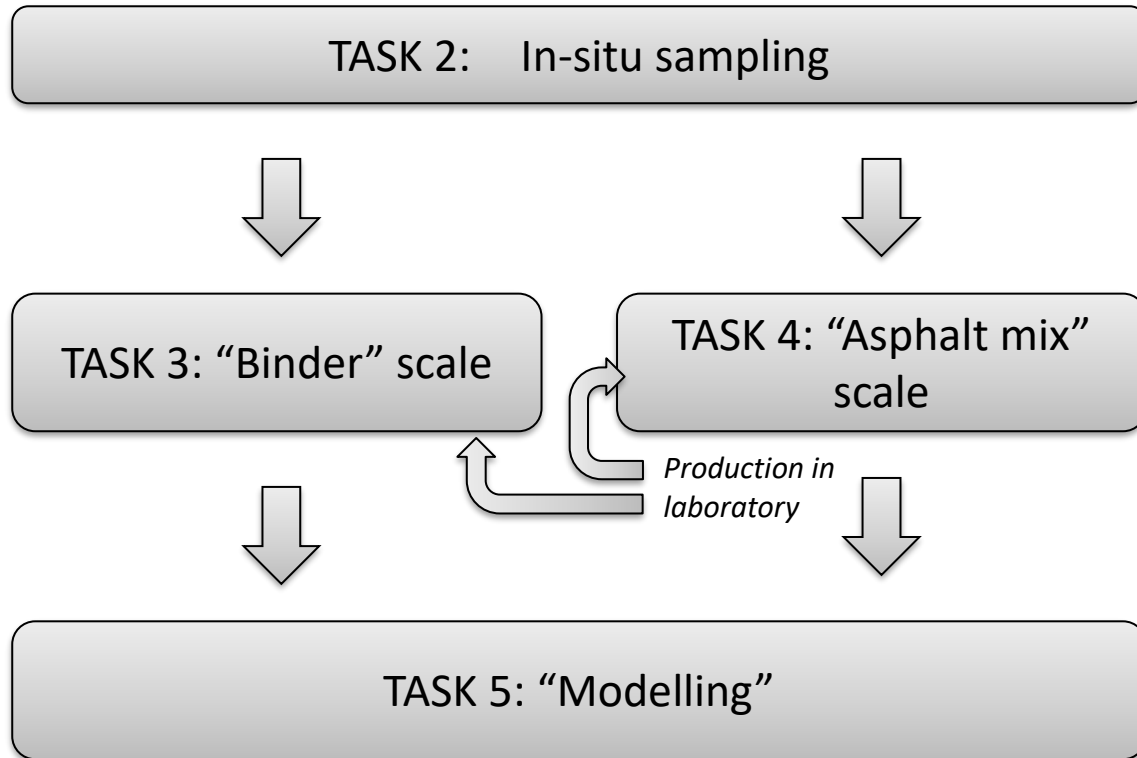 TASK 2: In-situ sampling
TASK 3: “Binder” scale
TASK 4: “Asphalt mix”
scale
Production in
laboratory
TASK 5: “Modelling”